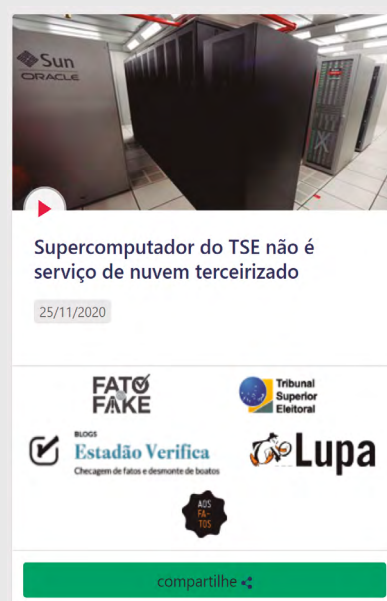 Sun
ORACLE
Supercomputador do TSE não é
serviço de nuvem terceirizado
25/11/2020
FATO
FAKE
Tribunal
Superior
Eleitoral
BLOGS
Estadão Verifica
Checagem de fatos e desmonte de boatos
Lupa
AOS
FA-
TOS
compartilhe